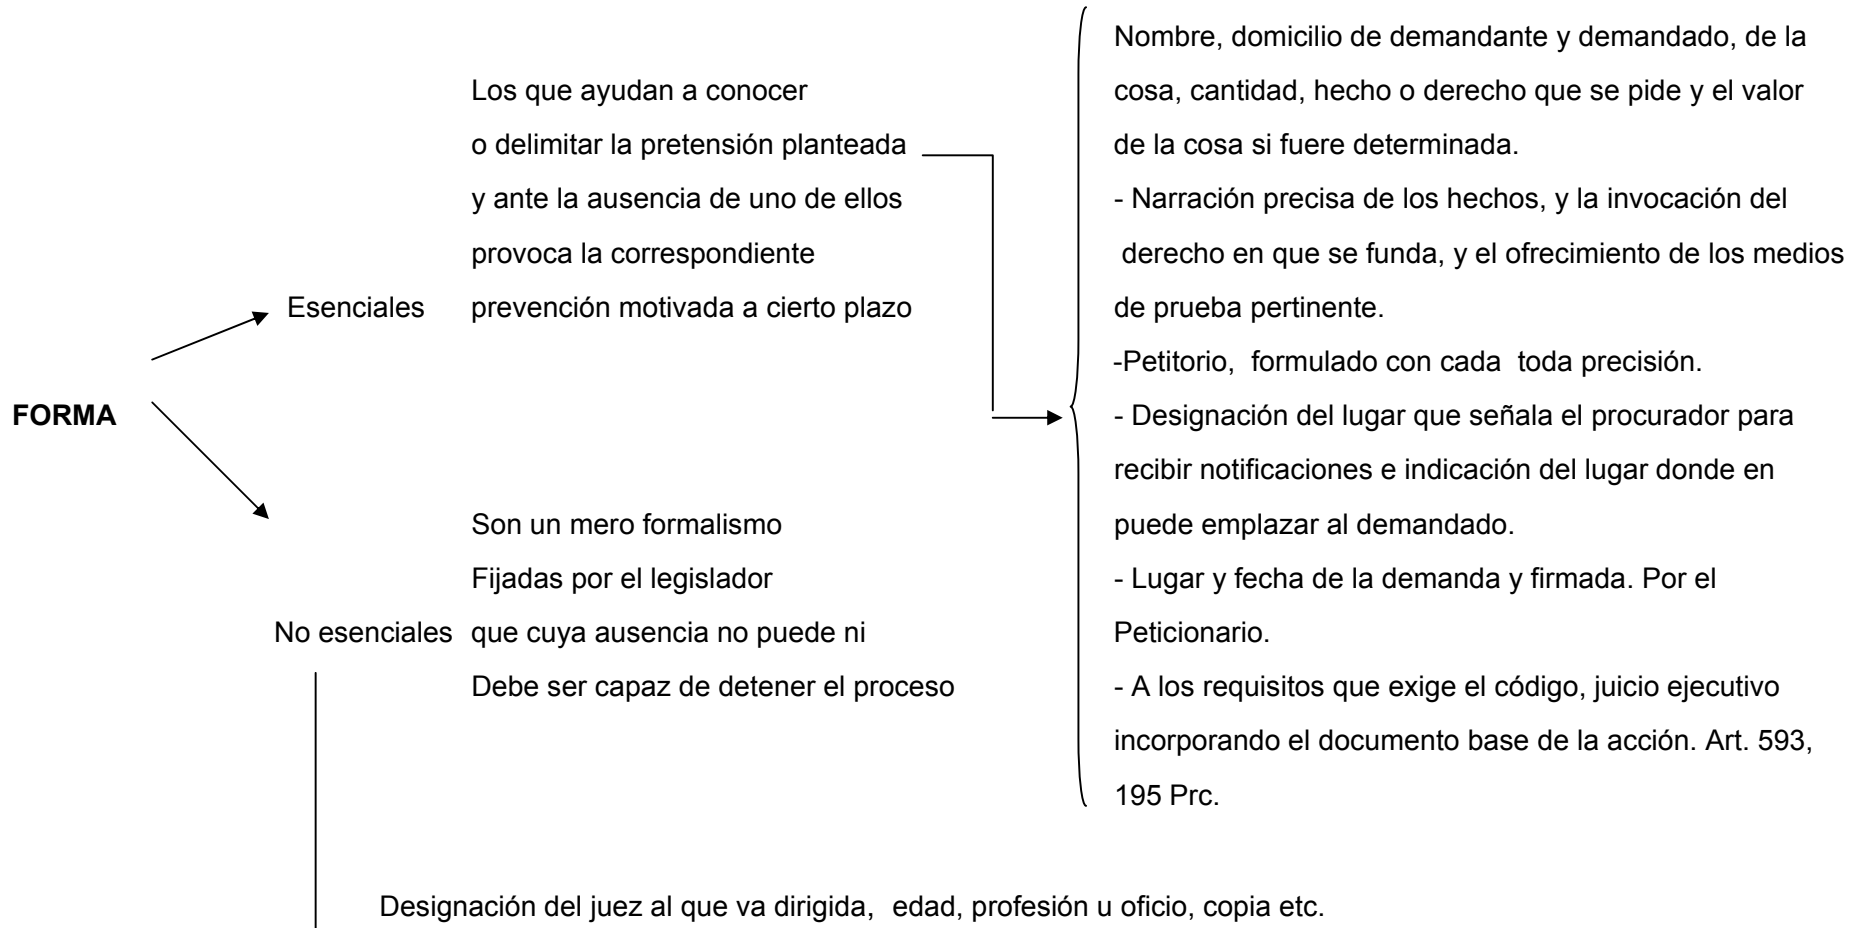 FORMA
Esenciales
Los que ayudan a conocer
o delimitar la pretensión planteada
y ante la ausencia de uno de ellos
provoca la correspondiente
prevención motivada a cierto plazo
Nombre, domicilio de demandante y demandado, de la
cosa, cantidad, hecho o derecho que se pide y el valor
de la cosa si fuere determinada.
- Narración precisa de los hechos, y la invocación del
derecho en que se funda, y el ofrecimiento de los medios
de prueba pertinente.
-Petitorio, formulado con cada toda precisión.
- Designación del lugar que señala el procurador para
recibir notificaciones e indicación del lugar donde en
puede emplazar al demandado.
- Lugar y fecha de la demanda y firmada. Por el
Peticionario.
- A los requisitos que exige el código, juicio ejecutivo
incorporando el documento base de la acción. Art. 593,
195 Prc.
No esenciales
Son un mero formalismo
Fijadas por el legislador
que cuya ausencia no puede ni
Debe ser capaz de detener el proceso
Designación del juez al que va dirigida, edad, profesión u oficio, copia etc.